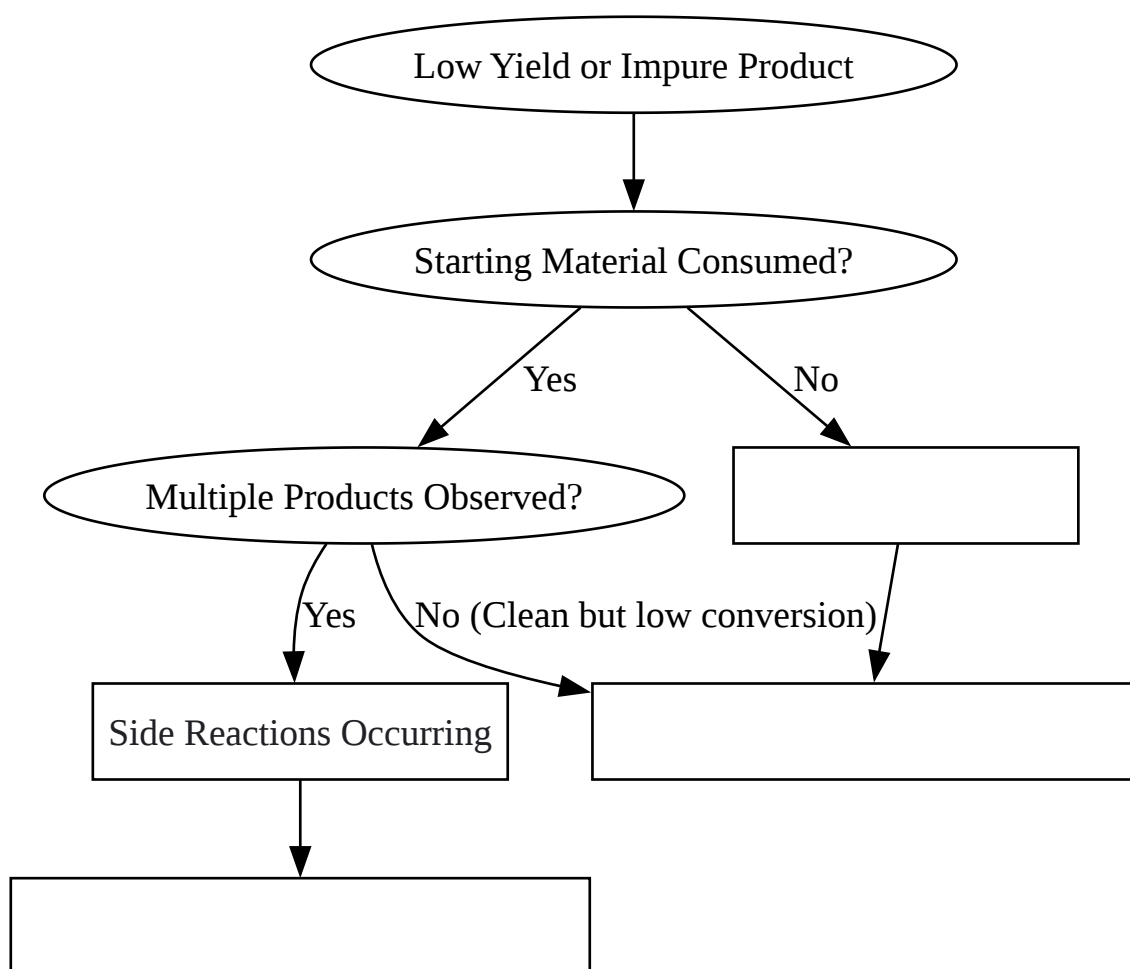 Low Yield or Impure Product
Starting Material Consumed?
Yes
No
Multiple Products Observed?
Yes
No (Clean but low conversion)
Side Reactions Occurring